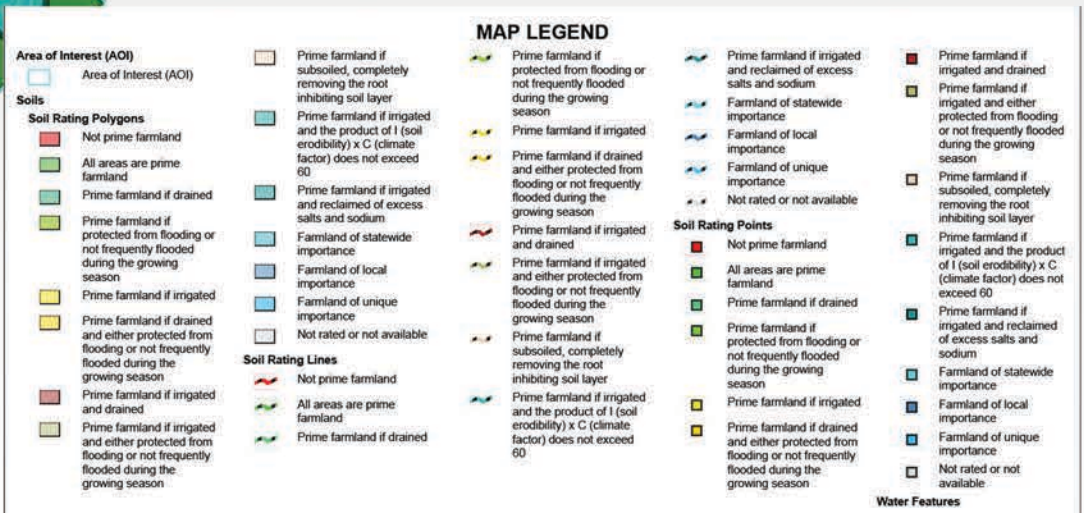 MAP LEGEND
Area of Interest (AOI)
Area of Interest (AOI)
Soils
Soil Rating Polygons
Not prime farmland
All areas are prime
farmland
Prime farmland if drained
Prime farmland if
protected from flooding or
not frequently flooded
during the growing
season
Prime farmland if irrigated
Prime farmland if drained
and either protected from
flooding or not frequently
flooded during the
growing season
Prime farmland if irrigated
and drained
Prime farmland if irrigated
and either protected from
flooding or not frequently
flooded during the
growing season
Prime farmland if
subsoiled, completely
removing the root
inhibiting soil layer
Prime farmland if irrigated
and the product of I (soil
erodibility) x C (climate
factor) does not exceed
60
Prime farmland if irrigated
and reclaimed of excess
salts and sodium
Farmland of statewide
importance
Farmland of local
importance
Farmland of unique
importance
Not rated or not available
Soil Rating Lines
Not prime farmland
All areas are prime
farmland
Prime farmland if drained
Prime farmland if
protected from flooding or
not frequently flooded
during the growing
season
Prime farmland if irrigated
Prime farmland if drained
and either protected from
flooding or not frequently
flooded during the
growing season
Prime farmland if irrigated
and drained
Prime farmland if irrigated
and either protected from
flooding or not frequently
flooded during the
growing season
Prime farmland if
subsoiled, completely
removing the root
inhibiting soil layer
Prime farmland if irrigated
and the product of I (soil
erodibility) x C (climate
factor) does not exceed
60
Prime farmland if irrigated
and reclaimed of excess
salts and sodium
Farmland of statewide
importance
Farmland of local
importance
Farmland of unique
importance
Not rated or not available
Soil Rating Points
Not prime farmland
All areas are prime
farmland
Prime farmland if drained
Prime farmland if
protected from flooding or
not frequently flooded
during the growing
season
Prime farmland if irrigated
Prime farmland if drained
and either protected from
flooding or not frequently
flooded during the
growing season
Prime farmland if
irrigated and drained
Prime farmland if
irrigated and either
protected from flooding
or not frequently flooded
during the growing
season
Prime farmland if
subsoiled, completely
removing the root
inhibiting soil layer
Prime farmland if
irrigated and the product
of I (soil erodibility) x C
(climate factor) does not
exceed 60
Prime farmland if
irrigated and reclaimed
of excess salts and
sodium
Farmland of statewide
importance
Farmland of local
importance
Farmland of unique
importance
Not rated or not
available
Water Features